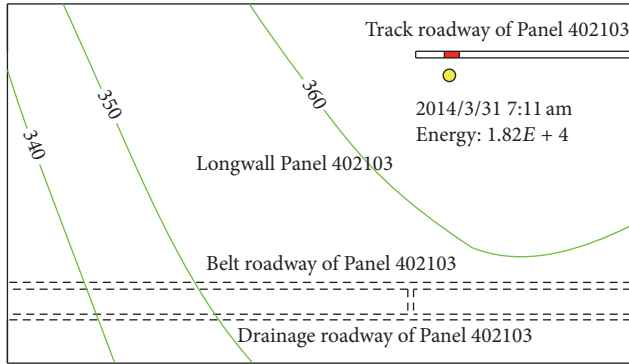 Track roadway of Panel 402103
360
350
2014/3/31 7:11 am
Energy: 1.82E + 4
340
Longwall Panel 402103
Belt roadway of Panel 402103
Drainage roadway of Panel 402103